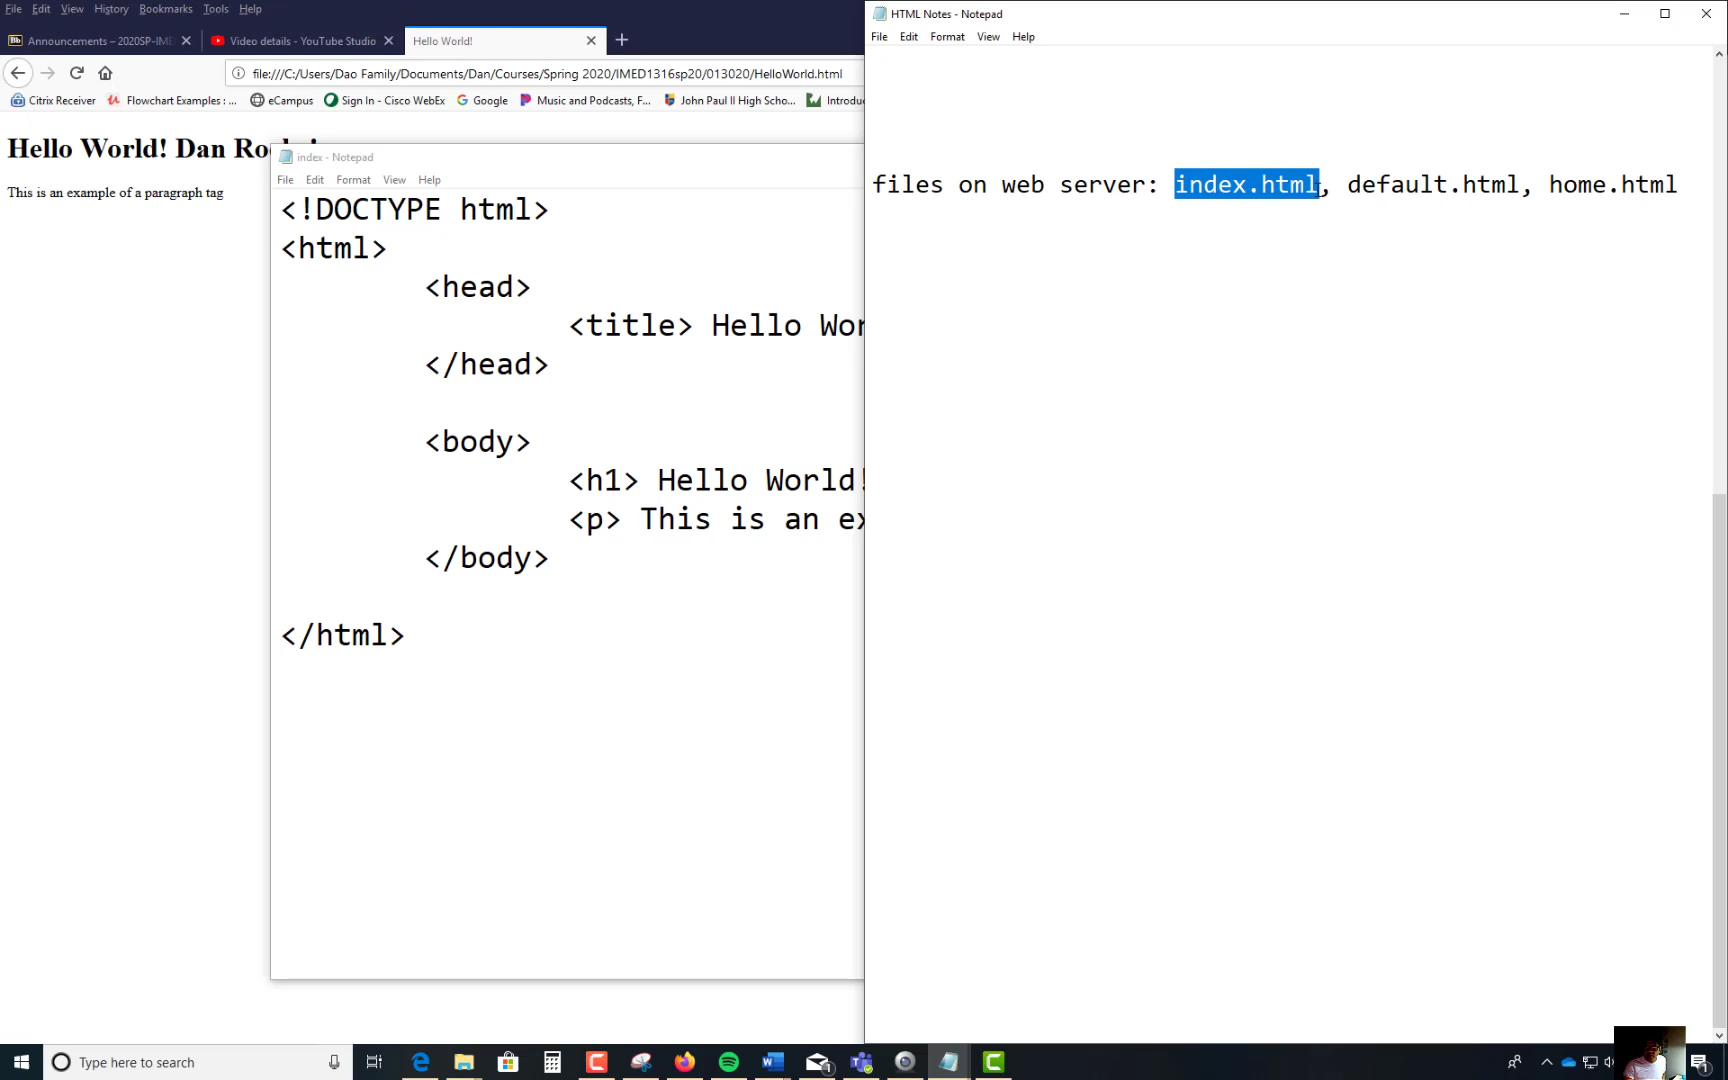 File Edit View History Bookmarks Tools Help
Announcements – 2020SP-IME
Video details - YouTube Studio
Hello World!
file:///C:/Users/Dao Family/Documents/Dan/Courses/Spring 2020/IMED1316sp20/013020/HelloWorld.html
Citrix Receiver
Flowchart Examples : ...
eCampus
Sign In - Cisco WebEx
Google
Music and Podcasts, F...
John Paul II High Scho...
Introduc
Hello World! Dan
This is an example of a paragraph tag
index - Notepad
File Edit Format View Help
<!DOCTYPE html>
<html>
<head>
<title> Hello Wor
</head>
<body>
<h1> Hello World!
<p> This is an ex
</body>
</html>
HTML Notes - Notepad
File Edit Format View Help
files on web server: index.html, default.html, home.html
Type here to search